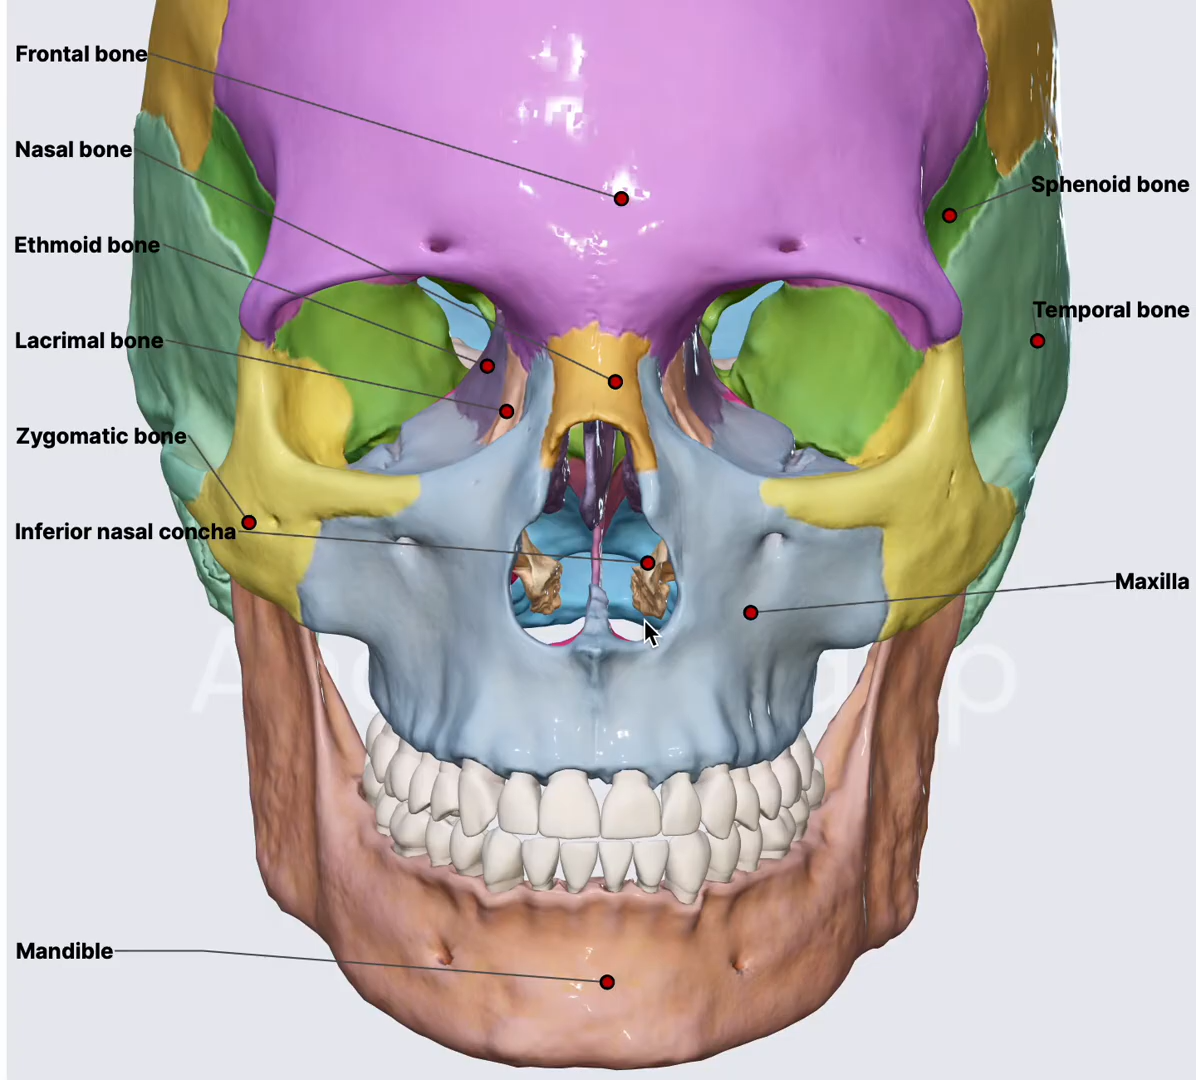 Frontal bone
Nasal bone
Sphenoid bone
Ethmoid bone
Temporal bone
Lacrimal bone
Zygomatic bone
Inferior nasal concha
Maxilla
Mandible